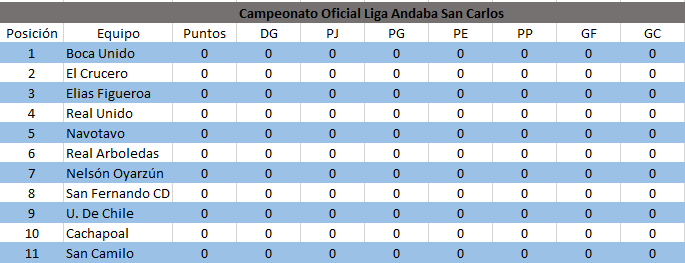 Campeonato Oficial Liga Andaba San Carlos
Posición Equipo Puntos DG PJ PG PE PP GF GC
1 Boca Unido 0 0 0 0 0 0 0 0
2 El Crucero 0 0 0 0 0 0 0 0
3 Elias Figueroa 0 0 0 0 0 0 0 0
4 Real Unido 0 0 0 0 0 0 0 0
5 Navotavo 0 0 0 0 0 0 0 0
6 Real Arboledas 0 0 0 0 0 0 0 0
7 Nelsón Oyarzún 0 0 0 0 0 0 0 0
8 San Fernando CD 0 0 0 0 0 0 0 0
9 U. De Chile 0 0 0 0 0 0 0 0
10 Cachapoal 0 0 0 0 0 0 0 0
11 San Camilo 0 0 0 0 0 0 0 0